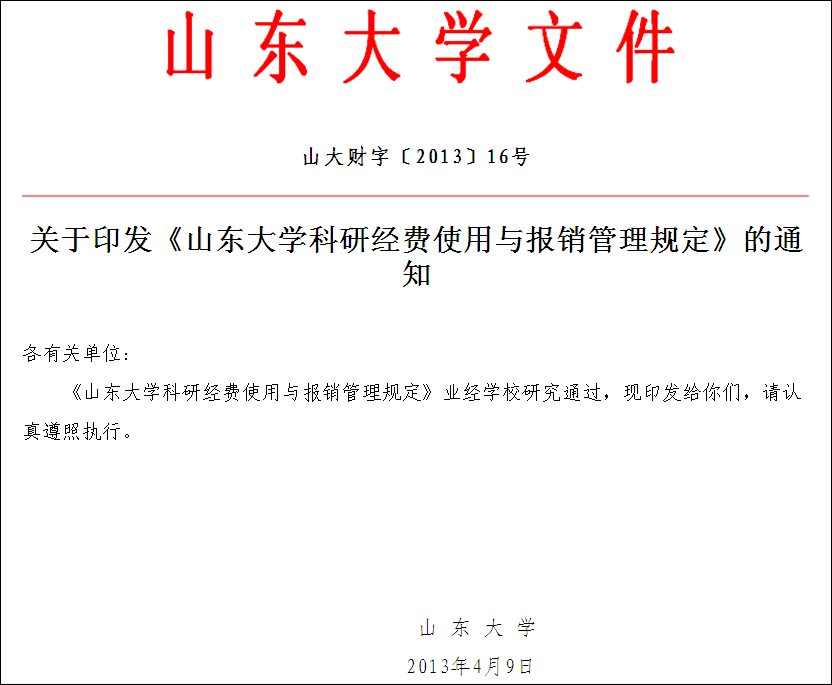 山东大学文件
山大财字〔2013〕16号
关于印发《山东大学科研经费使用与报销管理规定》的通
知
各有关单位:
《山东大学科研经费使用与报销管理规定》业经学校研究通过，现印发给你们，请认
真遵照执行。
山 东 大 学
2013年4月9日